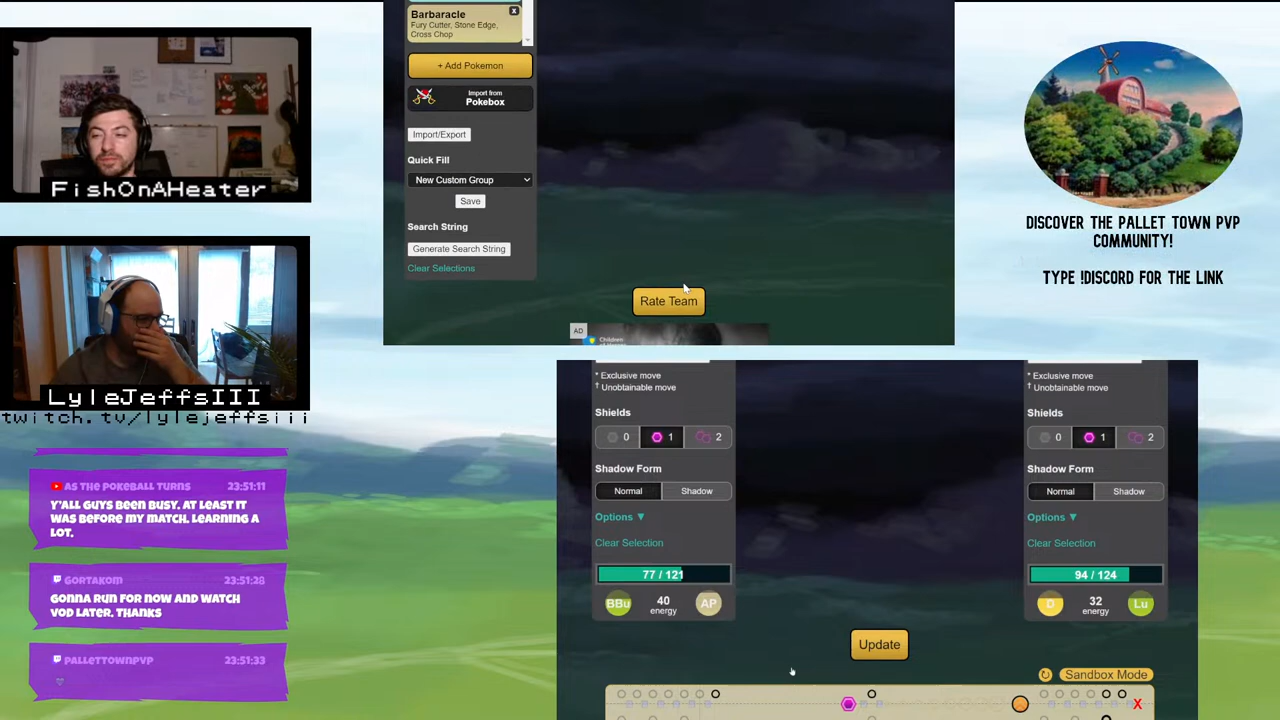 FishOnAHeater
LyleJeffsIII
twitch.tv/lylejeffsiii
AS THE POKEBALL TURNS 23:51:11
Y'ALL GUYS BEEN BUSY. AT LEAST IT
WAS BEFORE MY MATCH. LEARNING A
LOT.
GORTAKOM 23:51:28
GONNA RUN FOR NOW AND WATCH
VOD LATER. THANKS
PALLETTOWNPVP 23:51:33
Barbaracle
X
Fury Cutter, Stone Edge,
Cross Chop
+ Add Pokemon
Import from
Pokebox
Import/Export
Quick Fill
New Custom Group
Save
Search String
Generate Search String
Clear Selections
Rate Team
AD
DISCOVER THE PALLET TOWN PVP
COMMUNITY!
TYPE !DISCORD FOR THE LINK
* Exclusive move
† Unobtainable move
Shields
0 1 2
Shadow Form
Normal Shadow
Options ▼
Clear Selection
77 / 121
BBu 40 energy AP
* Exclusive move
† Unobtainable move
Shields
0 1 2
Shadow Form
Normal Shadow
Options ▼
Clear Selection
94 / 124
D 32 energy Lu
Update
Sandbox Mode
X